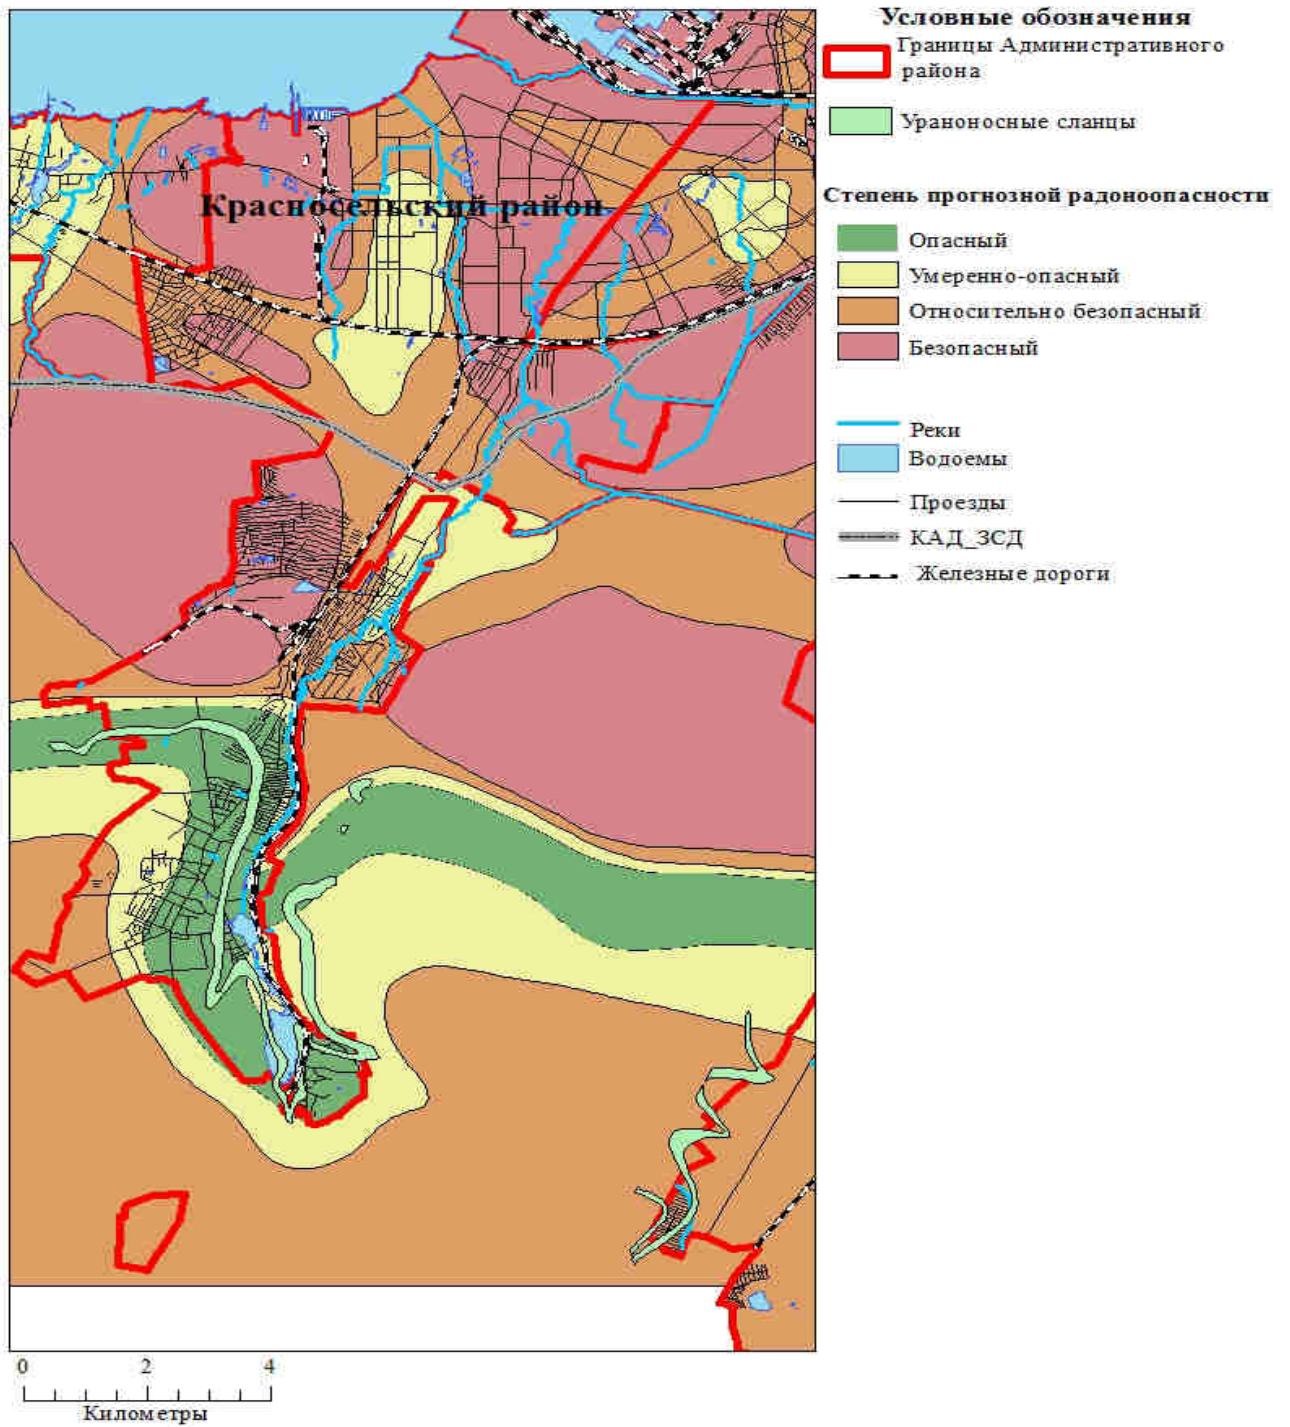 Условные обозначения
Границы Административного
района
Ураноносные сланцы
Степень прогнозной радоноопасности
Опасный
Умеренно-опасный
Относительно безопасный
Безопасный
Реки
Водоемы
Проезды
КАД_ЗСД
Железные дороги
Красносельский район
0 2 4
Километры